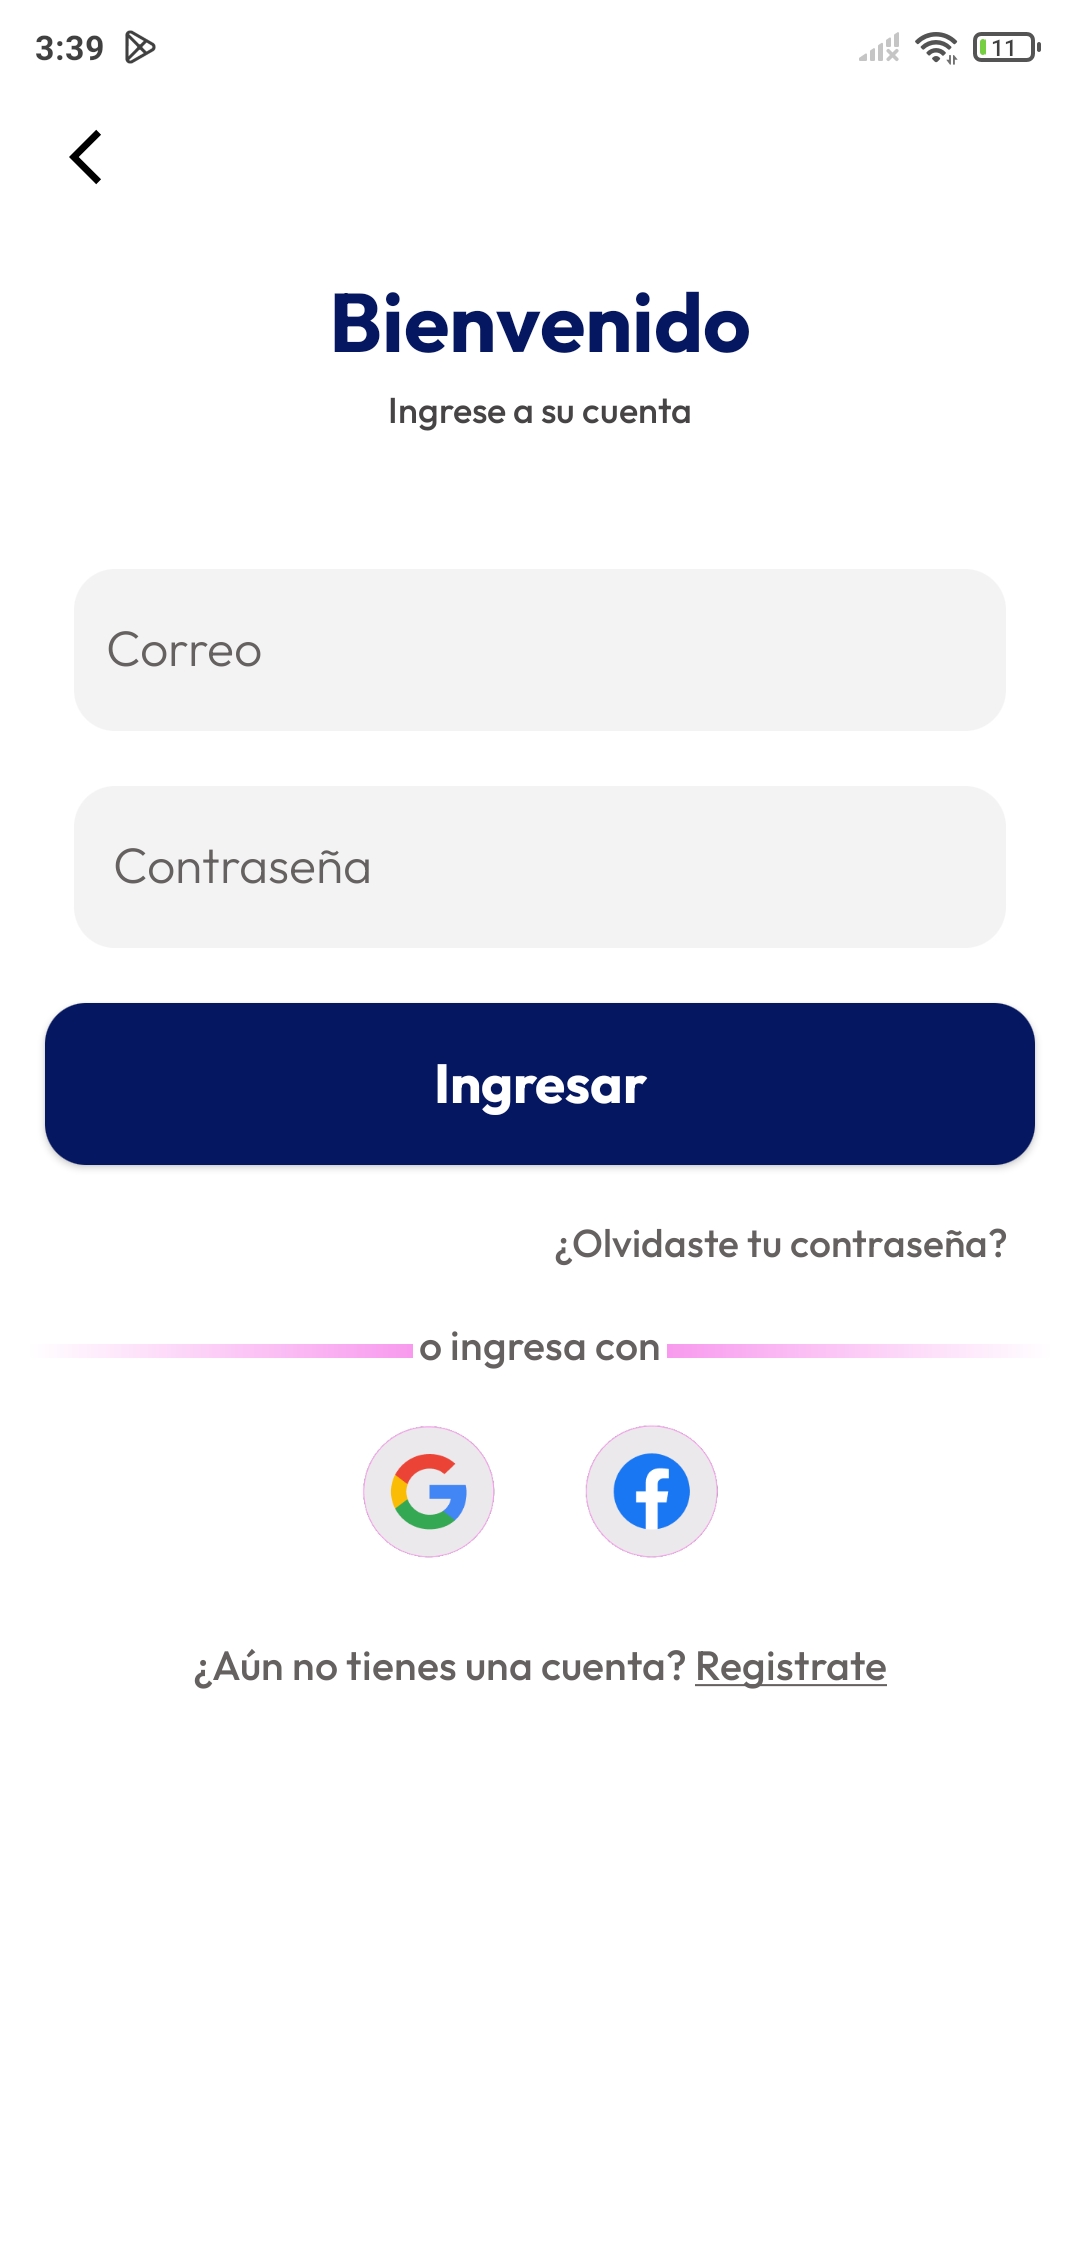 3:39
11
Bienvenido
Ingrese a su cuenta
Correo
Contraseña
Ingresar
¿Olvidaste tu contraseña?
o ingresa con
¿Aún no tienes una cuenta? Registrate